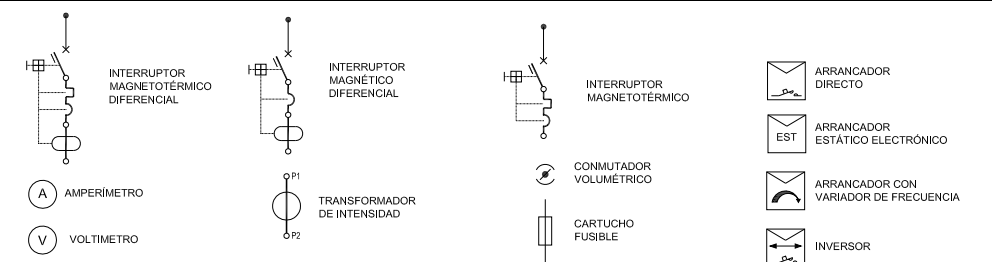 INTERRUPTOR
MAGNETOTÉRMICO
DIFERENCIAL
INTERRUPTOR
MAGNÉTICO
DIFERENCIAL
INTERRUPTOR
MAGNETOTÉRMICO
ARRANCADOR
DIRECTO
EST
ARRANCADOR
ESTÁTICO ELECTRÓNICO
A
AMPERÍMETRO
P1
TRANSFORMADOR
DE INTENSIDAD
P2
CONMUTADOR
VOLUMÉTRICO
ARRANCADOR CON
VARIADOR DE FRECUENCIA
V
VOLTIMETRO
CARTUCHO
FUSIBLE
INVERSOR